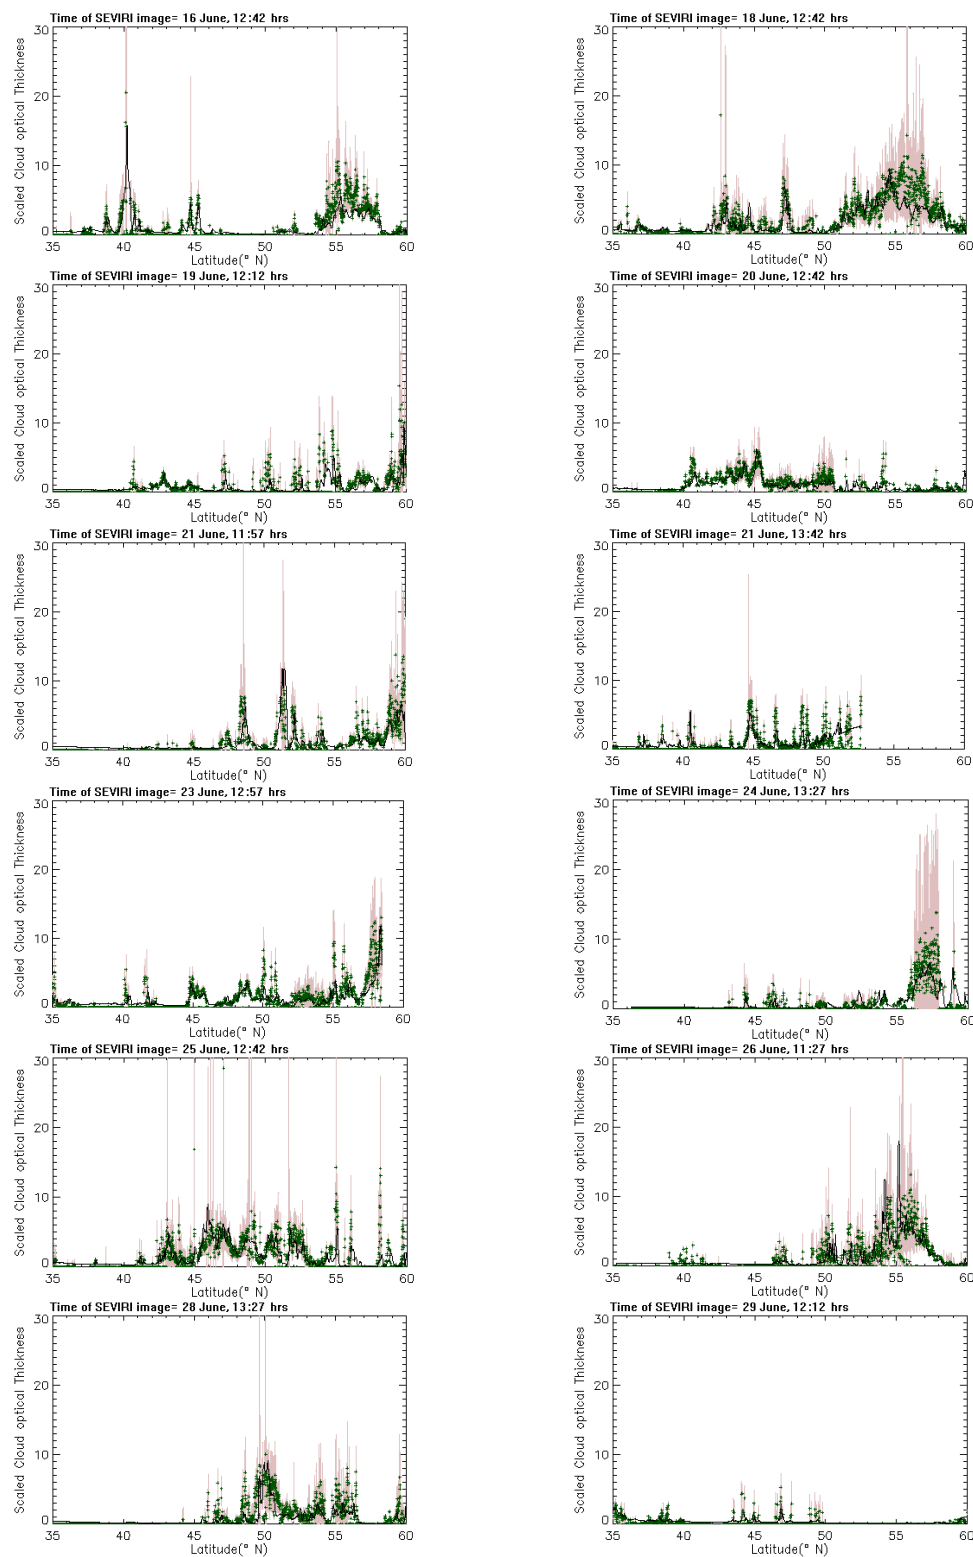 Time of SEVIRI image= 16 June, 12:42 hrs
Scaled Cloud optical Thickness
30
20
10
0
35 40 45 50 55 60
Latitude(° N)
Time of SEVIRI image= 18 June, 12:42 hrs
Scaled Cloud optical Thickness
30
20
10
0
35 40 45 50 55 60
Latitude(° N)
Time of SEVIRI image= 19 June, 12:12 hrs
Scaled Cloud optical Thickness
30
20
10
0
35 40 45 50 55 60
Latitude(° N)
Time of SEVIRI image= 20 June, 12:42 hrs
Scaled Cloud optical Thickness
30
20
10
0
35 40 45 50 55 60
Latitude(° N)
Time of SEVIRI image= 21 June, 11:57 hrs
Scaled Cloud optical Thickness
30
20
10
0
35 40 45 50 55 60
Latitude(° N)
Time of SEVIRI image= 21 June, 13:42 hrs
Scaled Cloud optical Thickness
30
20
10
0
35 40 45 50 55 60
Latitude(° N)
Time of SEVIRI image= 23 June, 12:57 hrs
Scaled Cloud optical Thickness
30
20
10
0
35 40 45 50 55 60
Latitude(° N)
Time of SEVIRI image= 24 June, 13:27 hrs
Scaled Cloud optical Thickness
30
20
10
0
35 40 45 50 55 60
Latitude(° N)
Time of SEVIRI image= 25 June, 12:42 hrs
Scaled Cloud optical Thickness
30
20
10
0
35 40 45 50 55 60
Latitude(° N)
Time of SEVIRI image= 26 June, 11:27 hrs
Scaled Cloud optical Thickness
30
20
10
0
35 40 45 50 55 60
Latitude(° N)
Time of SEVIRI image= 28 June, 13:27 hrs
Scaled Cloud optical Thickness
30
20
10
0
35 40 45 50 55 60
Latitude(° N)
Time of SEVIRI image= 29 June, 12:12 hrs
Scaled Cloud optical Thickness
30
20
10
0
35 40 45 50 55 60
Latitude(° N)